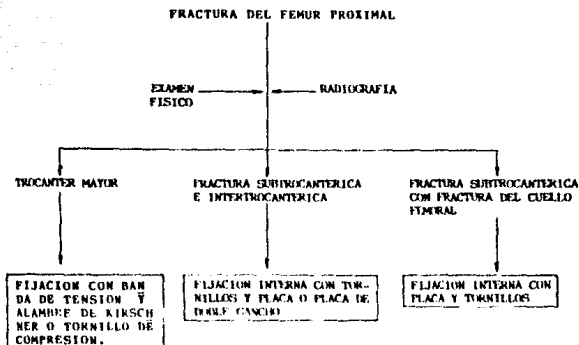 FRACTURA DEL FEMUR PROXIMAL
EXAMEN
FISICO
RADIOGRAFIA
TROCANTER MAYOR
FRACTURA SUBTROCANTERICA
E INTERTROCANTERICA
FRACTURA SUBTROCANTERICA
CON FRACTURA DEL CUELLO
FEMORAL
FIJACION CON BAN
DA DE TENSION Y
ALAMBRE DE KIRSCH
NER O TORNILLO DE
COMPRESION.
FIJACION INTERNA CON TOR-
NILLOS Y PLACA O PLACA DE
DOBLE GANCHO
FIJACION INTERNA CON
PLACA Y TORNILLOS